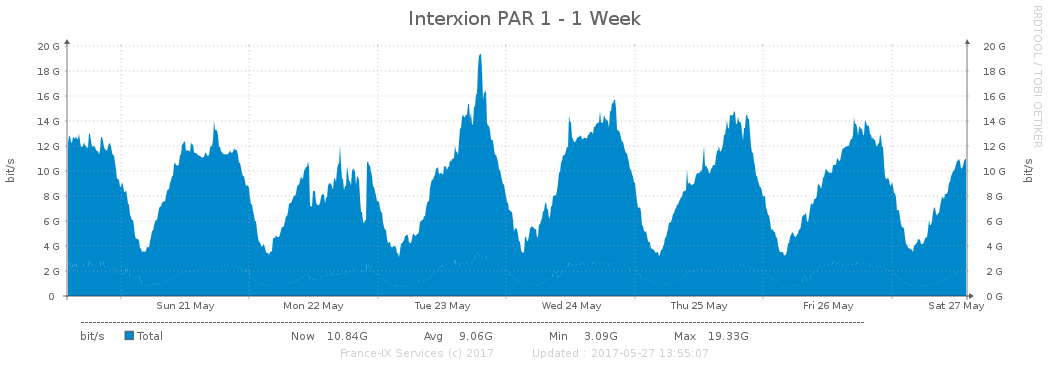 Interxion PAR 1 - 1 Week
RRDTOOL / TOBI OETIKER
20 G 20 G
18 G 18 G
16 G 16 G
14 G 14 G
12 G 12 G
bit/s bit/s
10 G 10 G
8 G 8 G
6 G 6 G
4 G 4 G
2 G 2 G
0 0 G
Sun 21 May Mon 22 May Tue 23 May Wed 24 May Thu 25 May Fri 26 May Sat 27 May
bit/s Total Now 10.84G Avg 9.06G Min 3.09G Max 19.33G
France-IX Services (c) 2017 Updated : 2017-05-27 13:55:07